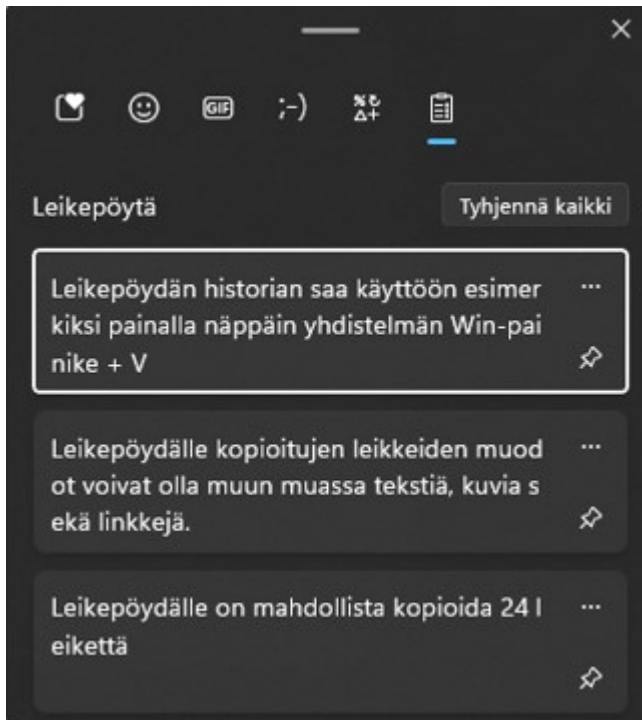 GIF
;-)
Leikepöytä
Tyhjennä kaikki
Leikepöydän historian saa käyttöön esimer
kiksi painalla näppäin yhdistelmän Win-pai
nike + V
Leikepöydälle kopioitujen leikkeiden muod
ot voivat olla muun muassa tekstiä, kuvia s
ekä linkkejä.
Leikepöydälle on mahdollista kopioida 24 l
eikettä